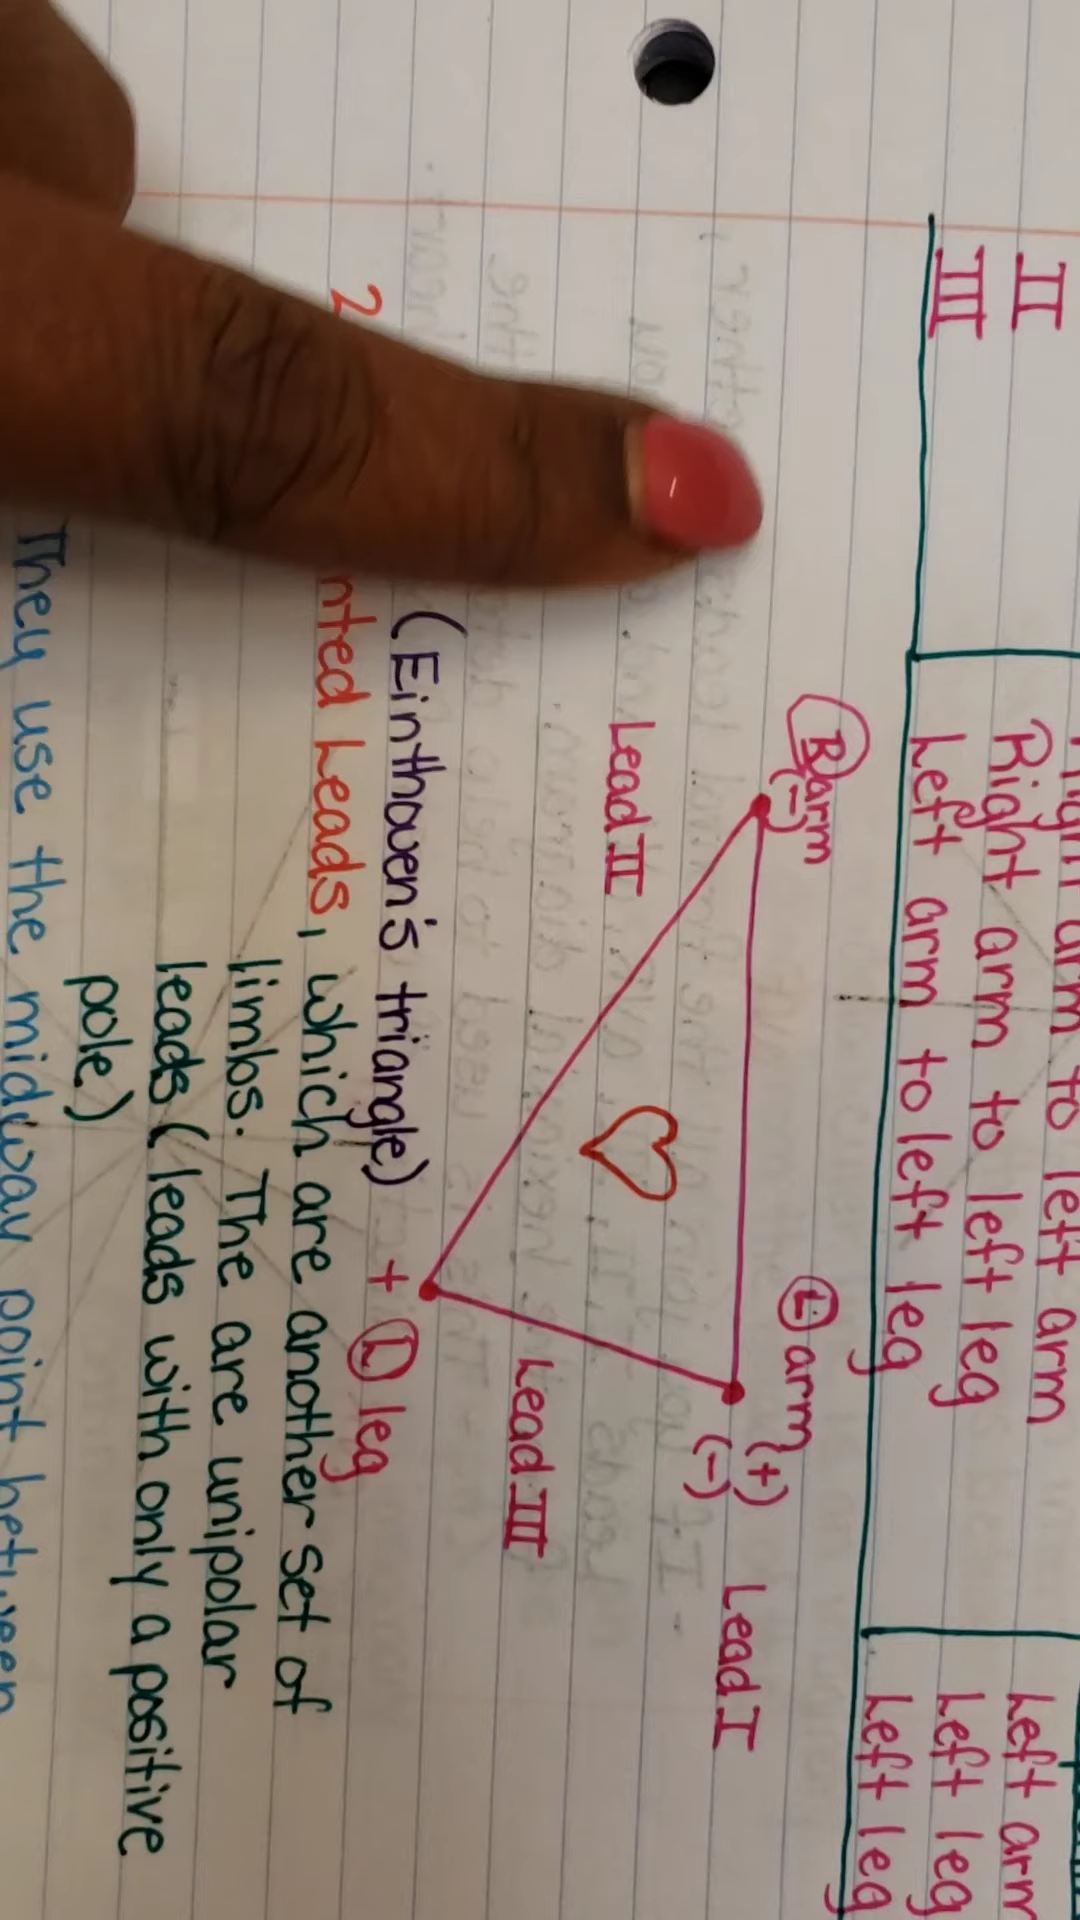 Right arm to left arm
Left arm
II Right arm to left leg Left leg
III Left arm to left leg Left leg
R arm
(-)
L arm
(+)
(-)
Lead I
Lead II
Lead III
+ L leg
(Einthoven's triangle)
2 nted Leads, which are another set of
limbs. The are unipolar
leads (leads with only a positive
pole)
They use the midway point between